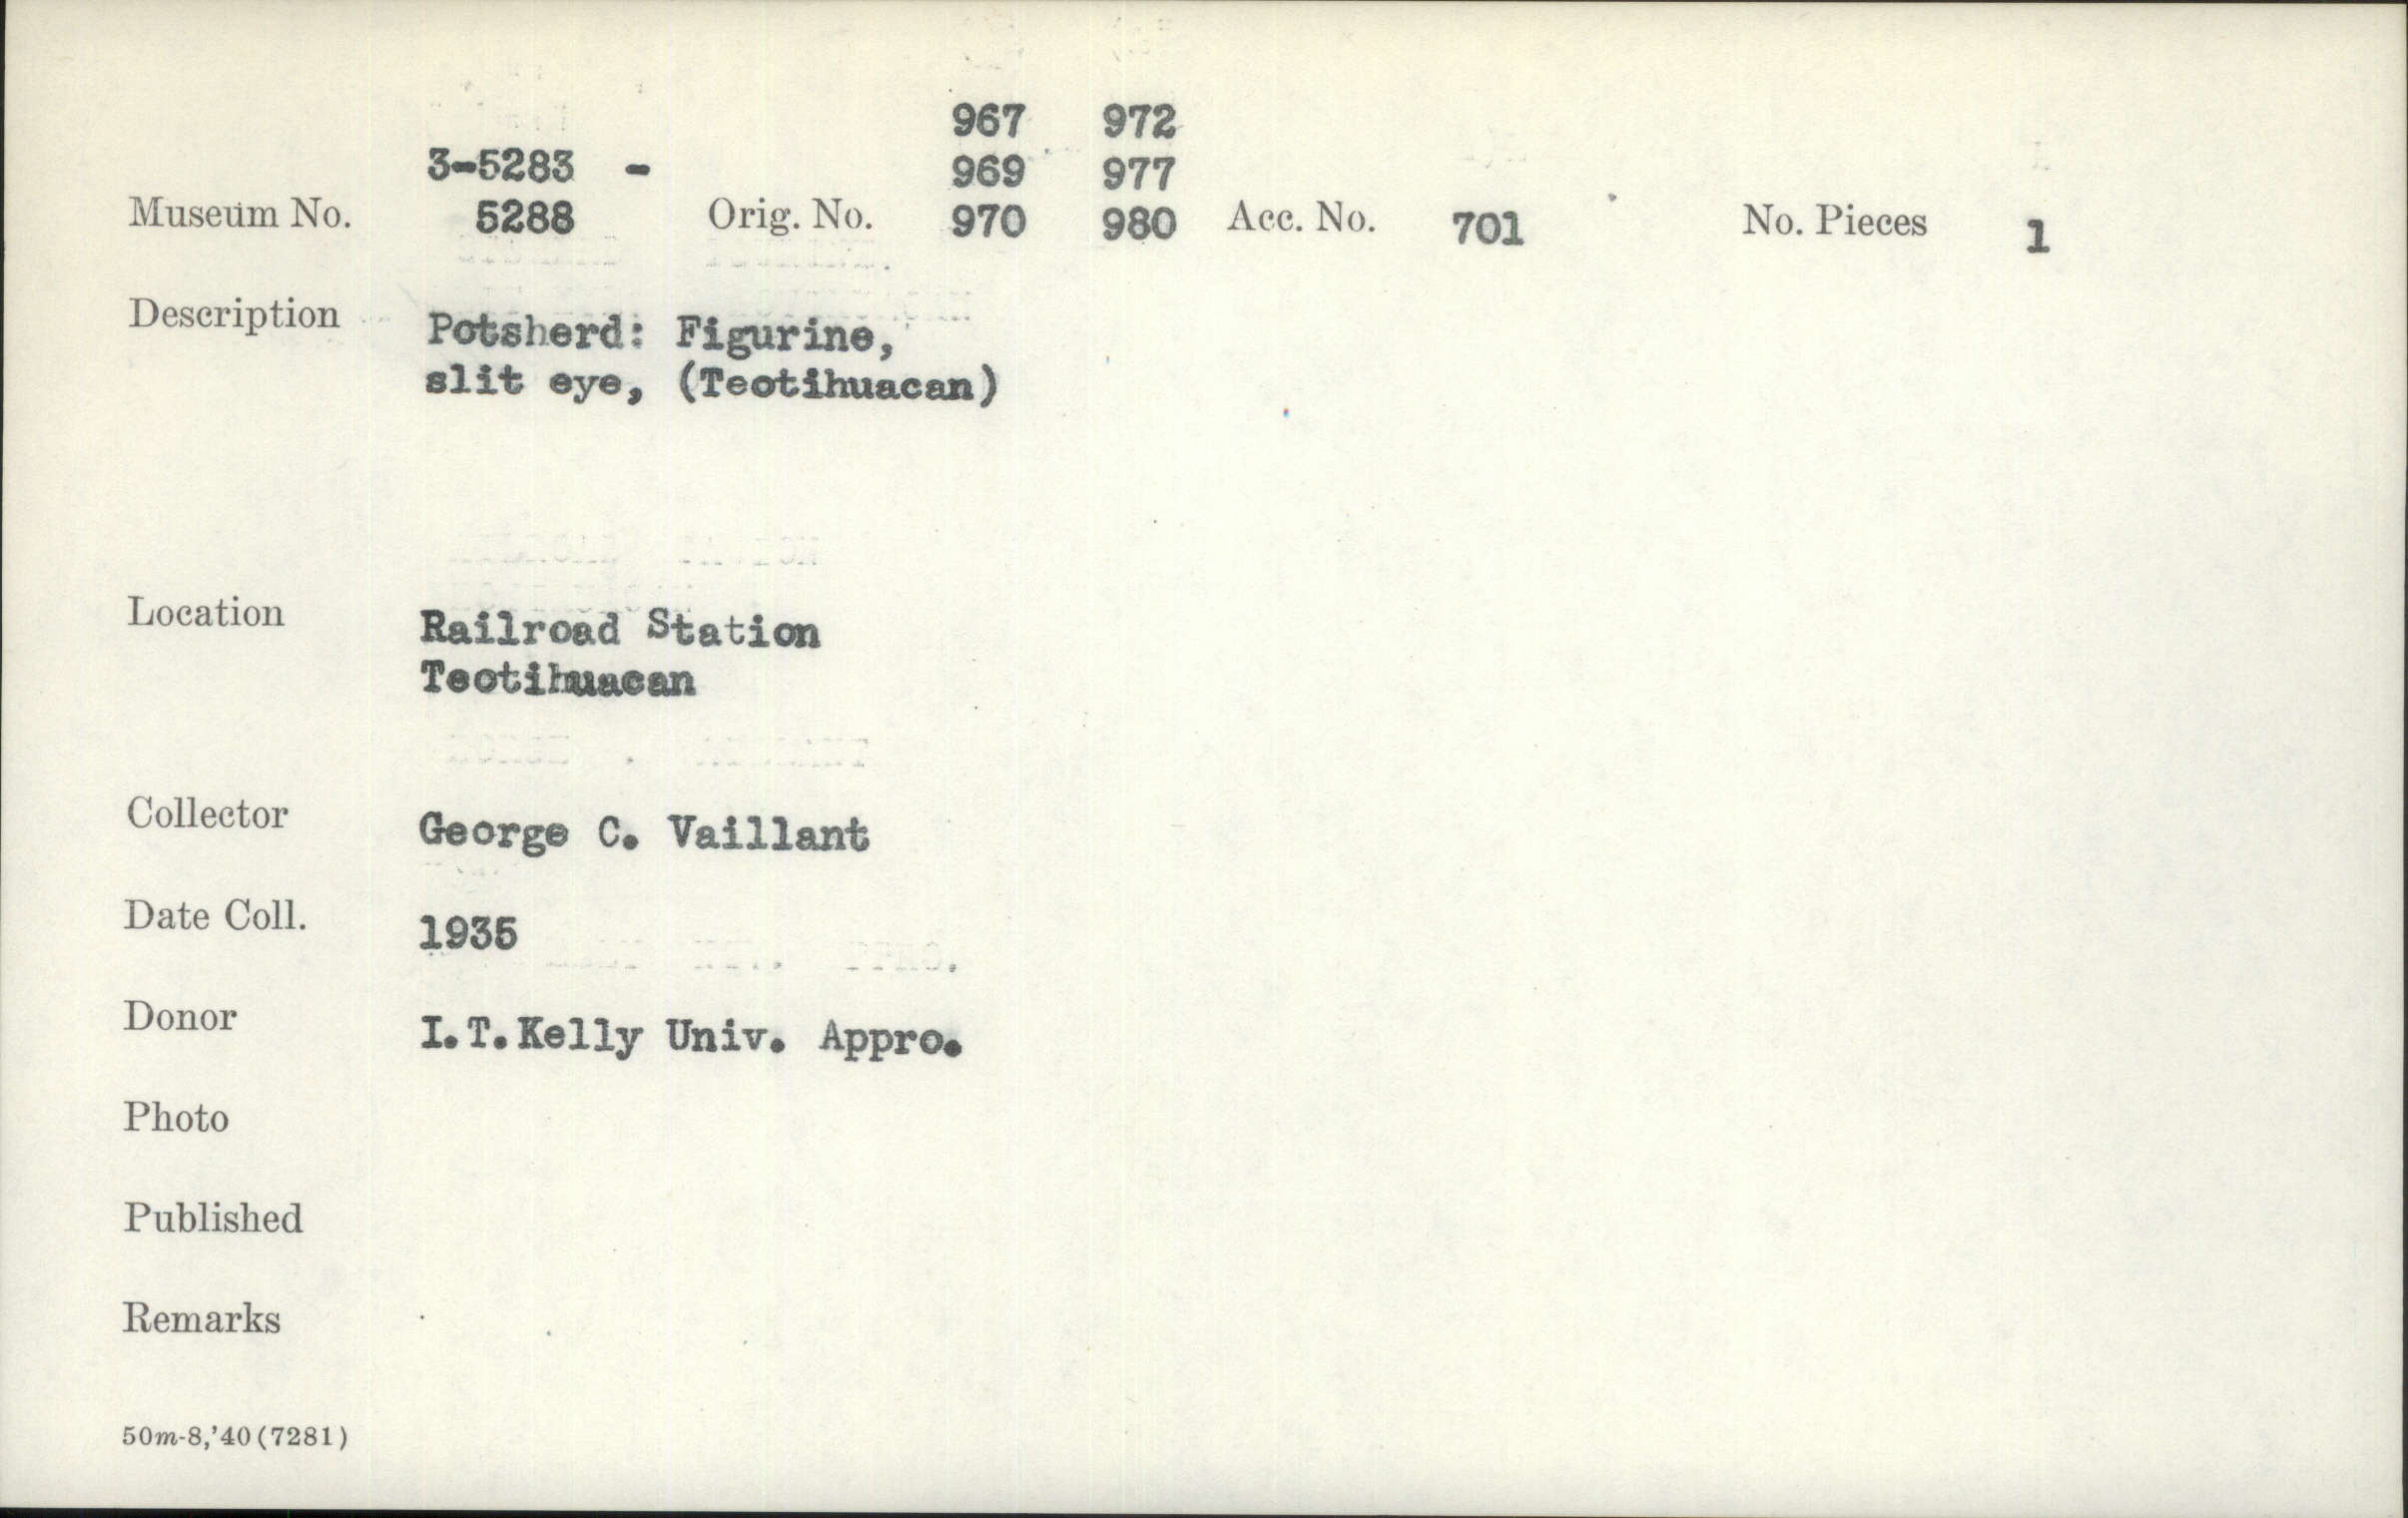 967 972
3-5283 - 969 977
Museum No. 5288 Orig. No. 970 980 Acc. No. 701 No. Pieces 1
Description Potsherd: Figurine,
slit eye, (Teotihuacan)
Location Railroad Station
Teotihuacan
Collector George C. Vaillant
Date Coll. 1935
Donor I.T.Kelly Univ. Appro.
Photo
Published
Remarks
50m-8,'40(7281)